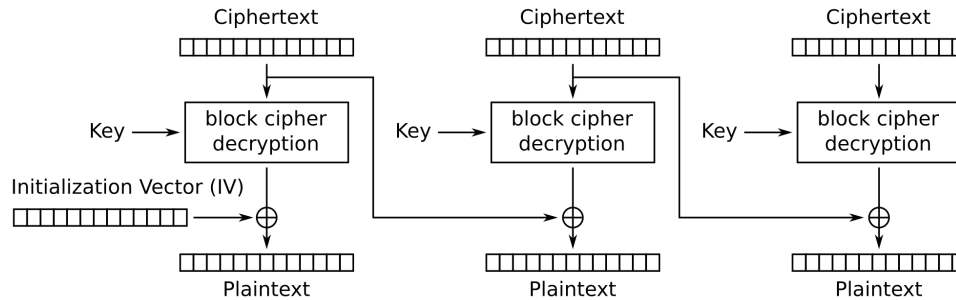 Ciphertext
Ciphertext
Ciphertext
Key
block cipher
decryption
Key
block cipher
decryption
Key
block cipher
decryption
Initialization Vector (IV)
Plaintext
Plaintext
Plaintext